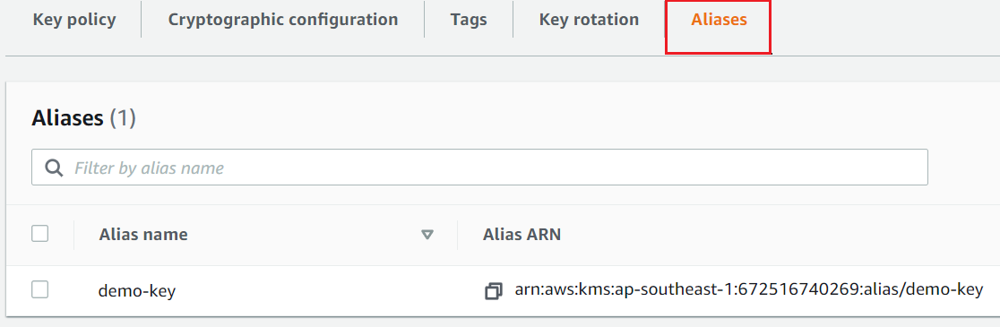 Key policy Cryptographic configuration Tags Key rotation Aliases
Aliases (1)
Filter by alias name
Alias name Alias ARN
demo-key arn:aws:kms:ap-southeast-1:672516740269:alias/demo-key